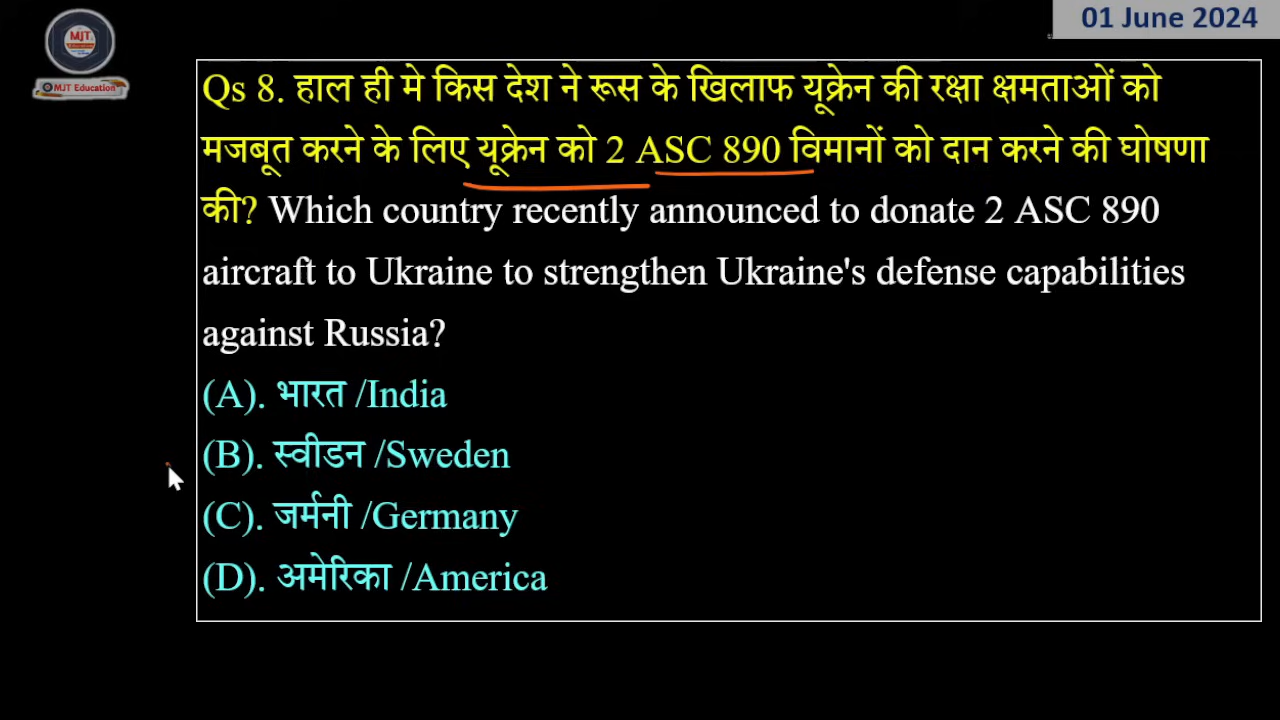 01 June 2024
MJT
MJT Education
Qs 8. हाल ही मे किस देश ने रूस के खिलाफ यूक्रेन की रक्षा क्षमताओं को
मजबूत करने के लिए यूक्रेन को 2 ASC 890 विमानों को दान करने की घोषणा
की? Which country recently announced to donate 2 ASC 890
aircraft to Ukraine to strengthen Ukraine's defense capabilities
against Russia?
(A). भारत /India
(B). स्वीडन /Sweden
(C). जर्मनी /Germany
(D). अमेरिका /America